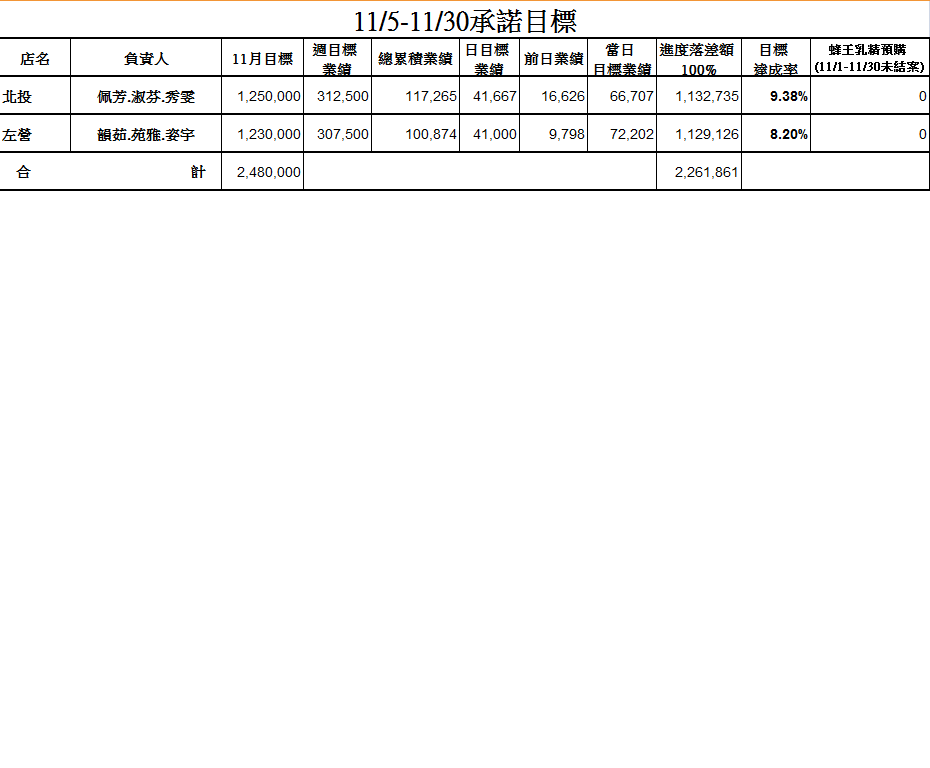 11/5-11/30承諾目標
店名 負責人 11月目標 週目標業績 總累積業績 日目標業績 前日業績 當日目標業績 進度落差額100% 目標達成率 蜂王乳精預購(11/1-11/30未結案)
北投 佩芳.淑芬.秀雯 1,250,000 312,500 117,265 41,667 16,626 66,707 1,132,735 9.38% 0
左營 韻茹.苑雅.姿宇 1,230,000 307,500 100,874 41,000 9,798 72,202 1,129,126 8.20% 0
合計 2,480,000 2,261,861